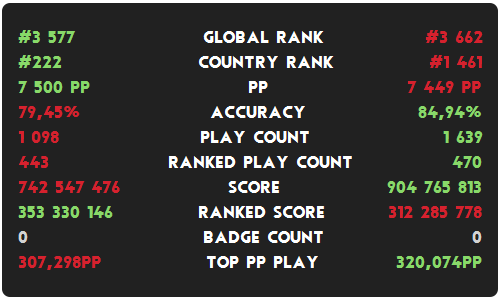 #3 577 GLOBAL RANK #3 662
#222 COUNTRY RANK #1 461
7 500 PP PP 7 449 PP
79,45% ACCURACY 84,94%
1 098 PLAY COUNT 1 639
443 RANKED PLAY COUNT 470
742 547 476 SCORE 904 765 813
353 330 146 RANKED SCORE 312 285 778
0 BADGE COUNT 0
307,298PP TOP PP PLAY 320,074PP